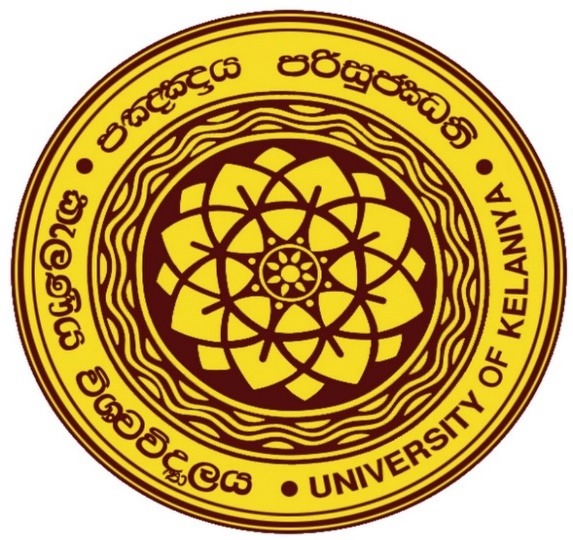 පඤ්ඤාය පරිසුජ්ඣති
කැලණිය විශ්වවිද්‍යාලය
UNIVERSITY OF KELANIYA